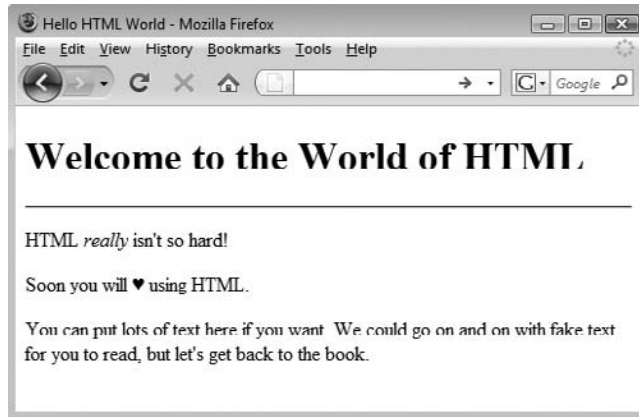 Hello HTML World - Mozilla Firefox
File Edit View History Bookmarks Tools Help
G Google
Welcome to the World of HTML
HTML really isn't so hard!
Soon you will ♥ using HTML.
You can put lots of text here if you want. We could go on and on with fake text
for you to read, but let's get back to the book.